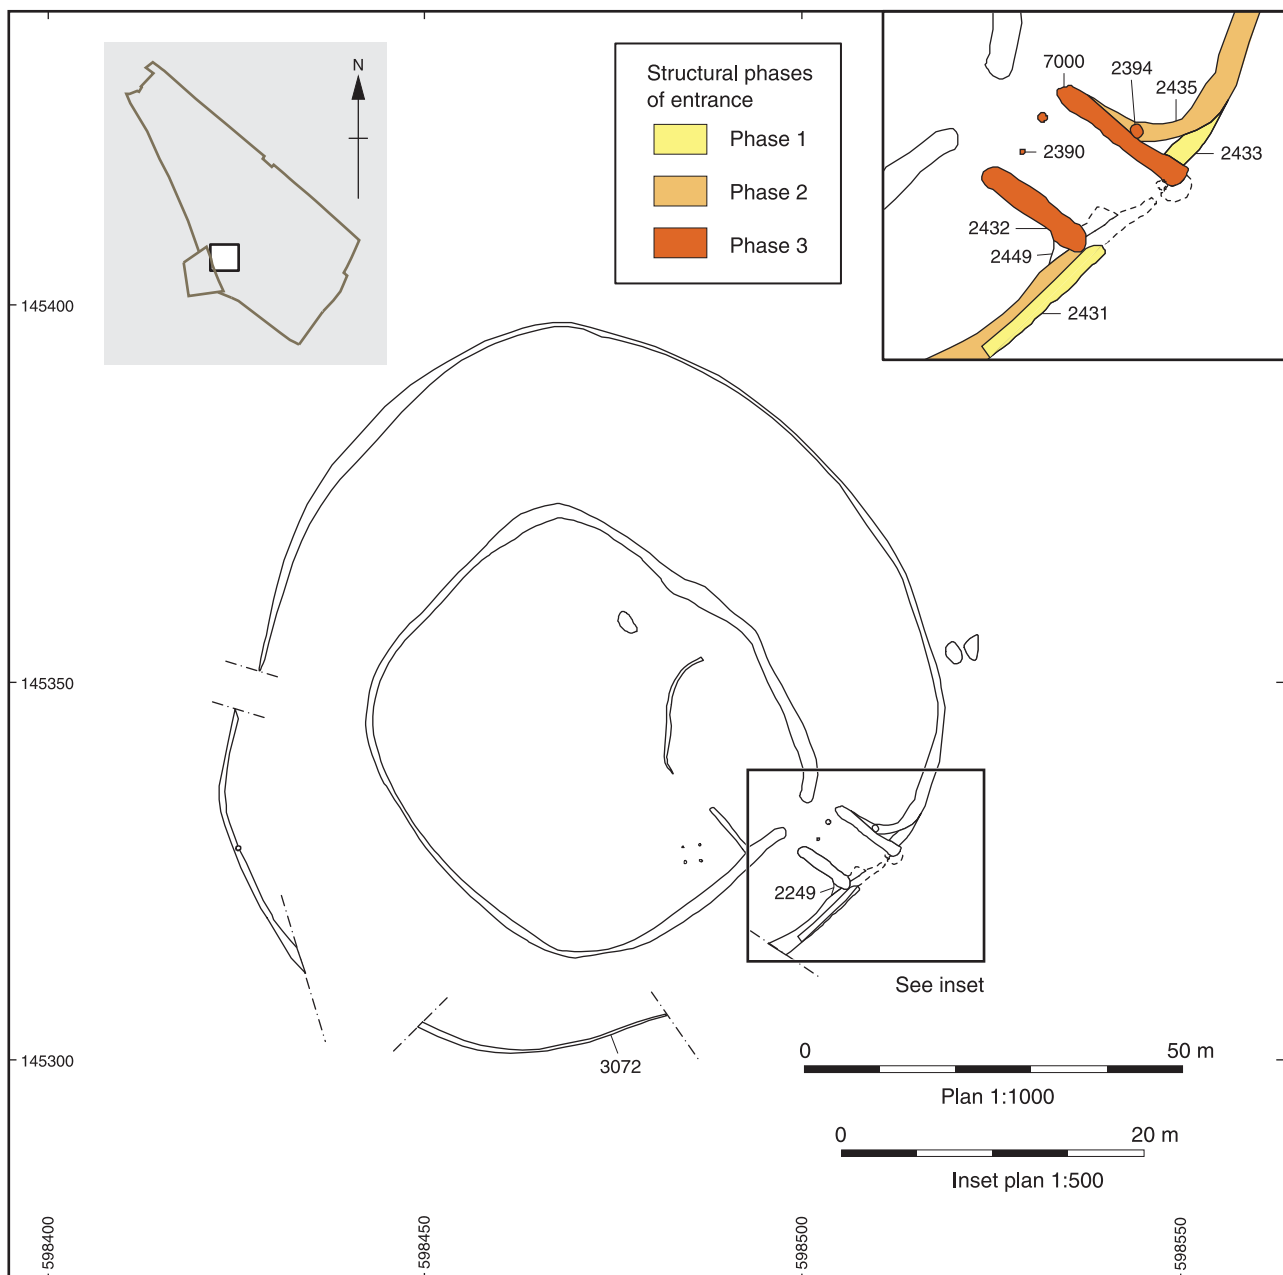 N
Structural phases
of entrance
Phase 1
Phase 2
Phase 3
7000
2394
2435
2433
2390
2432
2449
2431
145400
145350
145300
2249
See inset
3072
0 50 m
Plan 1:1000
0 20 m
Inset plan 1:500
598400
598450
598500
598550